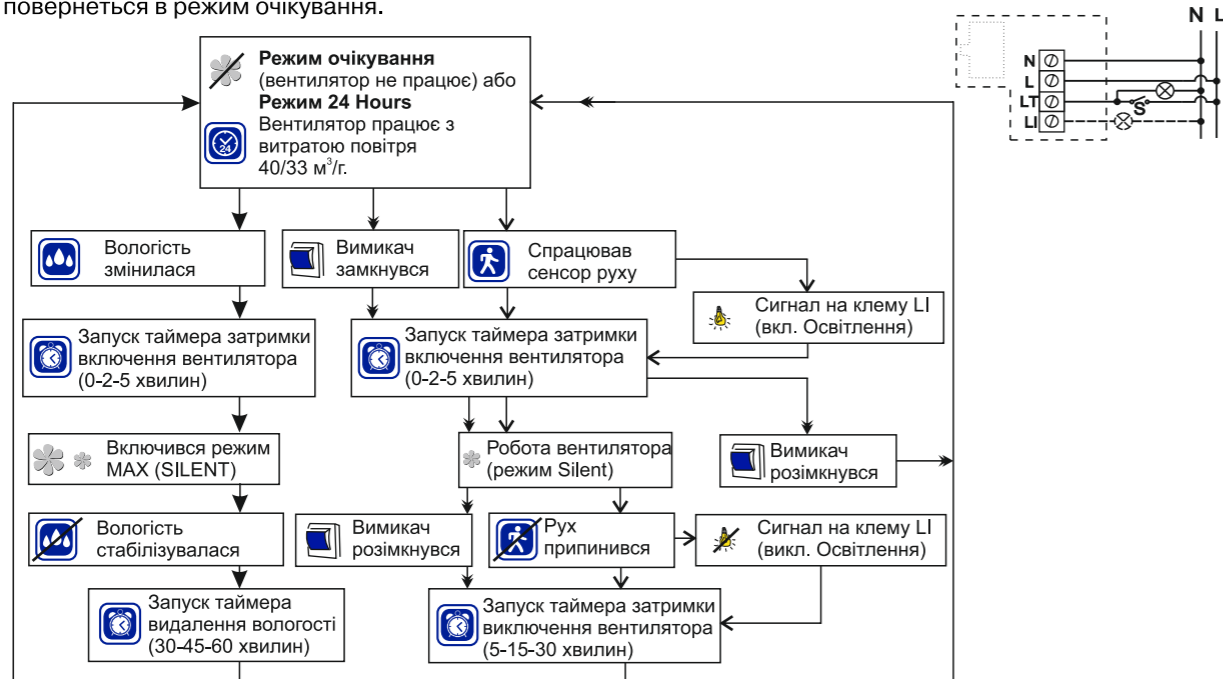 повернеться в режим очікування.
N L
N
L
LT
LI
S
Режим очікування
(вентилятор не працює) або
Режим 24 Hours
Вентилятор працює з
витратою повітря
40/33 м³/г.
24
Вологість
змінилася
Вимикач
замкнувся
Спрацював
сенсор руху
Сигнал на клему LI
(вкл. Освітлення)
Запуск таймера затримки
включення вентилятора
(0-2-5 хвилин)
Запуск таймера затримки
включення вентилятора
(0-2-5 хвилин)
Включився режим
MAX (SILENT)
Робота вентилятора
(режим Silent)
Вимикач
розімкнувся
Вологість
стабілізувалася
Вимикач
розімкнувся
Рух
припинився
Сигнал на клему LI
(викл. Освітлення)
Запуск таймера
видалення вологості
(30-45-60 хвилин)
Запуск таймера затримки
виключення вентилятора
(5-15-30 хвилин)